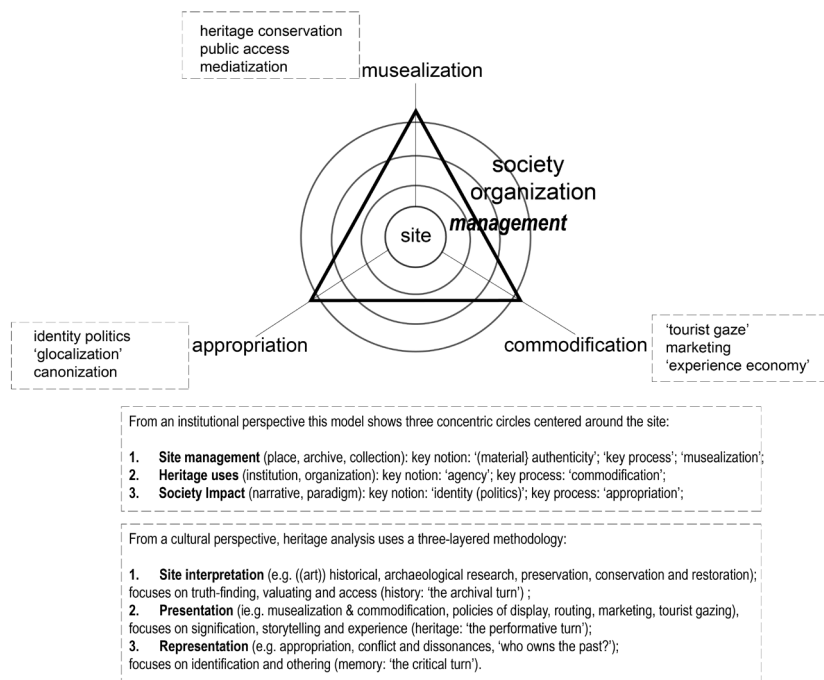 heritage conservation
public access
mediatization
musealization
society
organization
management
site
identity politics
‘glocalization’
canonization
appropriation
commodification
‘tourist gaze’
marketing
‘experience economy’
From an institutional perspective this model shows three concentric circles centered around the site:
1. Site management (place, archive, collection): key notion: ‘(material} authenticity’; ‘key process’; ‘musealization’;
2. Heritage uses (institution, organization): key notion: ‘agency’; key process: ‘commodification’;
3. Society Impact (narrative, paradigm): key notion: ‘identity (politics)’; key process: ‘appropriation’;
From a cultural perspective, heritage analysis uses a three-layered methodology:
1. Site interpretation (e.g. ((art)) historical, archaeological research, preservation, conservation and restoration);
focuses on truth-finding, valuing and access (history: ‘the archival turn’) ;
2. Presentation (ie.g. musealization & commodification, policies of display, routing, marketing, tourist gazing),
focuses on signification, storytelling and experience (heritage: ‘the performative turn’);
3. Representation (e.g. appropriation, conflict and dissonances, ‘who owns the past?’);
focuses on identification and othering (memory: ‘the critical turn’).